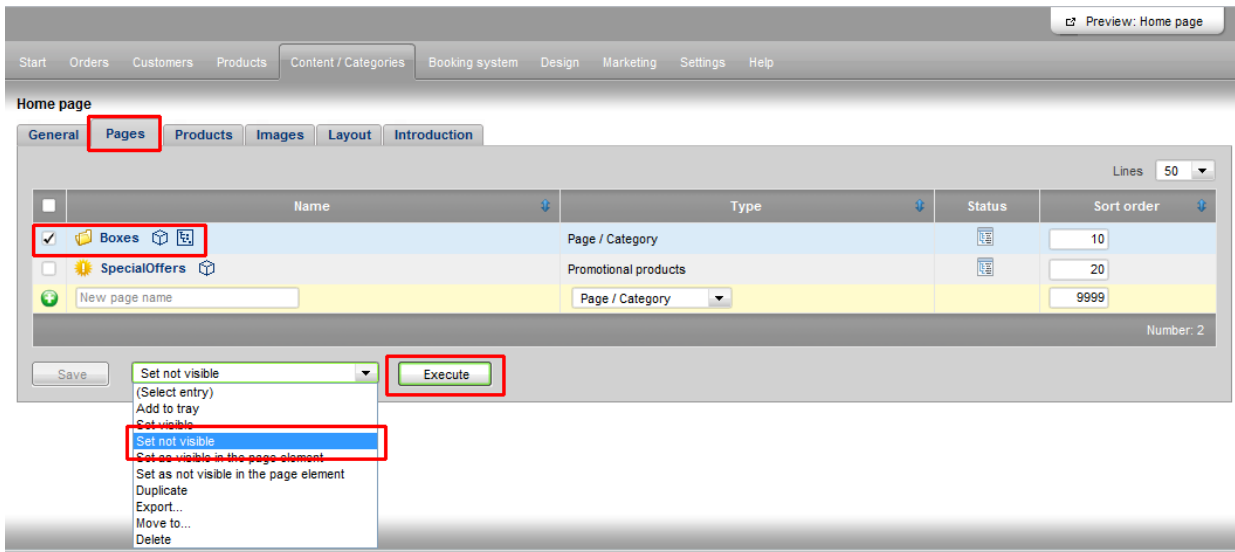 Preview: Home page
Start Orders Customers Products Content / Categories Booking system Design Marketing Settings Help
Home page
General Pages Products Images Layout Introduction
Lines 50
Name Type Status Sort order
Boxes Page / Category 10
SpecialOffers Promotional products 20
New page name Page / Category 9999
Number: 2
Save Set not visible Execute
(Select entry)
Add to tray
Set visible
Set not visible
Set as visible in the page element
Set as not visible in the page element
Duplicate
Export...
Move to...
Delete